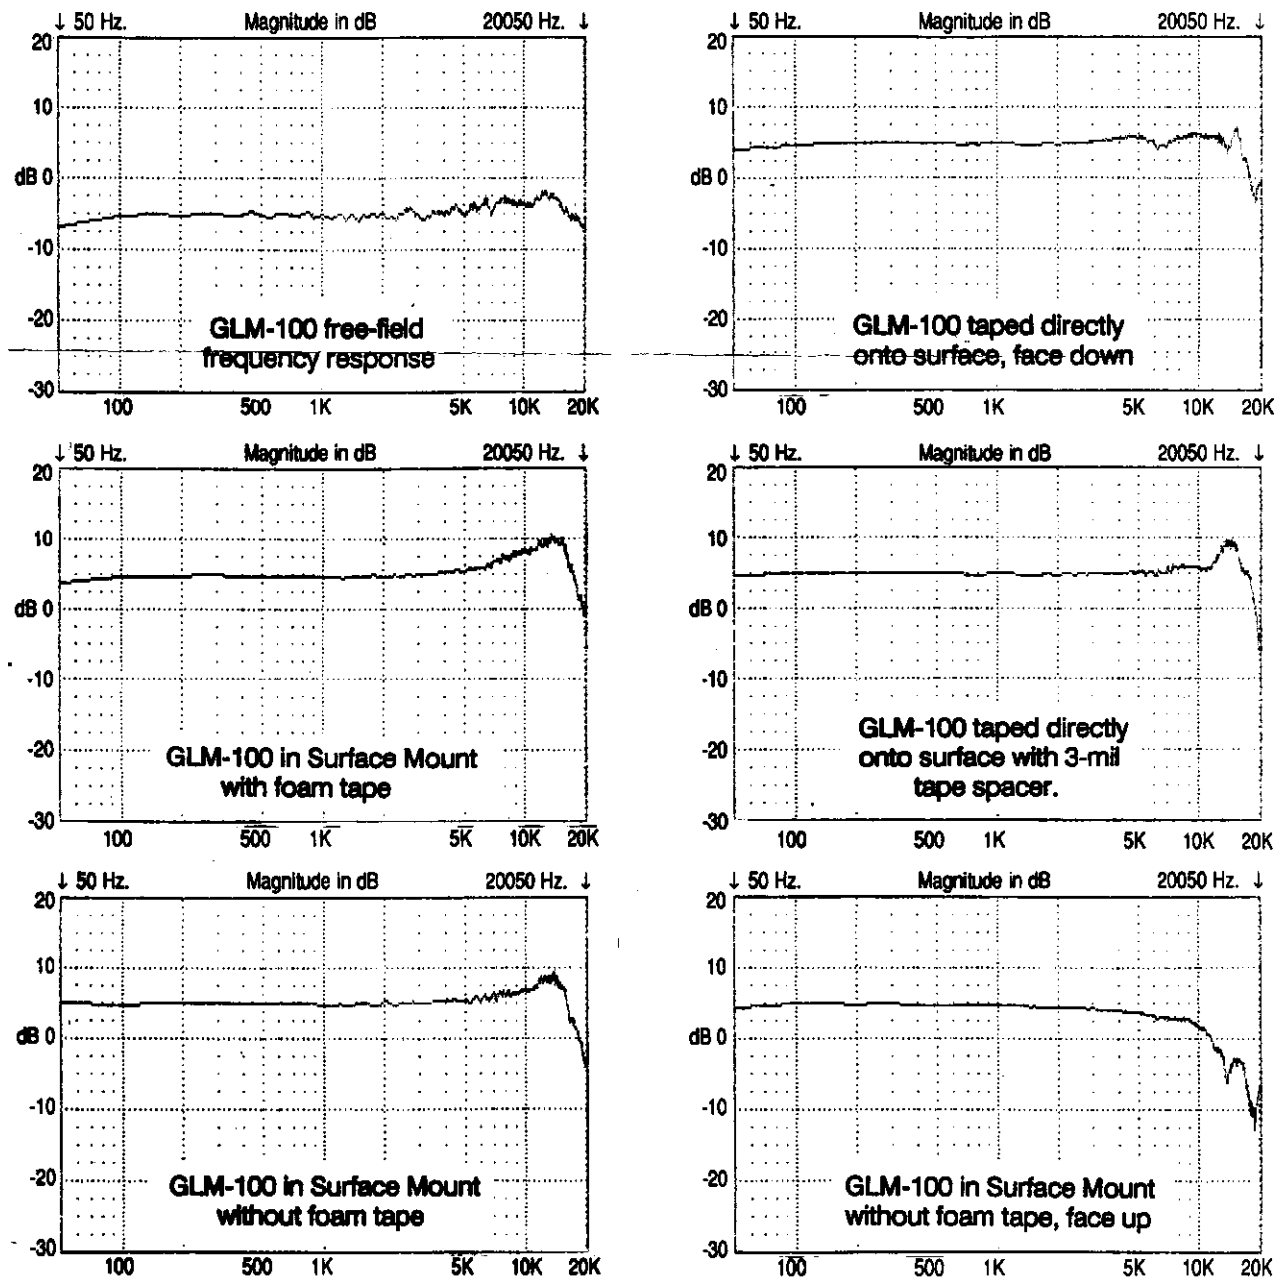 ↓ 50 Hz. Magnitude in dB 20050 Hz. ↓
20
10
dB 0
-10
-20
-30
GLM-100 free-field
frequency response
100 500 1K 5K 10K 20K
↓ 50 Hz. Magnitude in dB 20050 Hz. ↓
20
10
dB 0
-10
-20
-30
GLM-100 taped directly
onto surface, face down
100 500 1K 5K 10K 20K
↓ 50 Hz. Magnitude in dB 20050 Hz. ↓
20
10
dB 0
-10
-20
-30
GLM-100 in Surface Mount
with foam tape
100 500 1K 5K 10K 20K
↓ 50 Hz. Magnitude in dB 20050 Hz. ↓
20
10
dB 0
-10
-20
-30
GLM-100 taped directly
onto surface with 3-mil
tape spacer.
100 500 1K 5K 10K 20K
↓ 50 Hz. Magnitude in dB 20050 Hz. ↓
20
10
dB 0
-10
-20
-30
GLM-100 in Surface Mount
without foam tape
100 500 1K 5K 10K 20K
↓ 50 Hz. Magnitude in dB 20050 Hz. ↓
20
10
dB 0
-10
-20
-30
GLM-100 in Surface Mount
without foam tape, face up
100 500 1K 5K 10K 20K